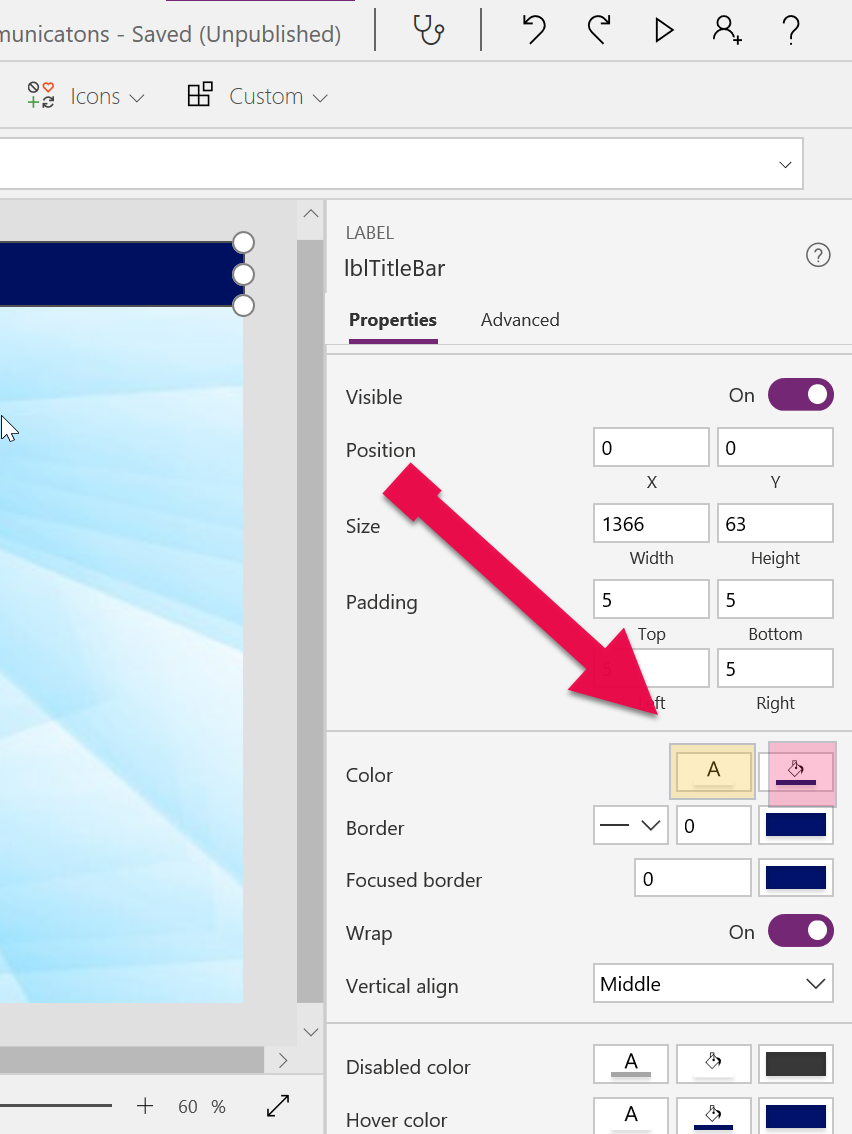 municatons - Saved (Unpublished)
Icons
Custom
LABEL
lblTitleBar
Properties Advanced
Visible On
Position 0 0
X Y
Size 1366 63
Width Height
Padding 5 5
Top Bottom
5 5
Right
Color A
Border 0
Focused border 0
Wrap On
Vertical align Middle
Disabled color A
60 %
Hover color A